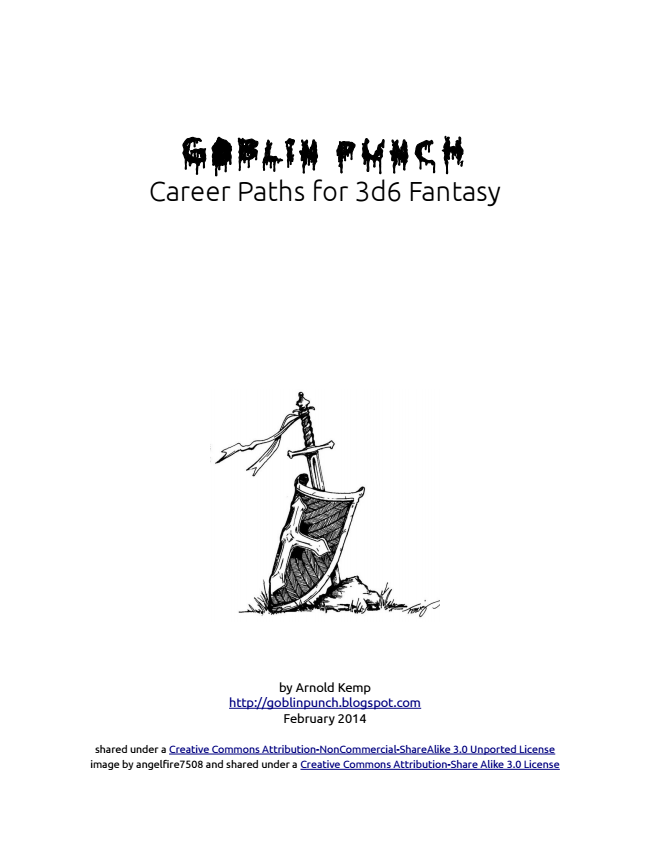 GOBLIN PUNCH
Career Paths for 3d6 Fantasy
by Arnold Kemp
http://goblinpunch.blogspot.com
February 2014
shared under a Creative Commons Attribution-NonCommercial-ShareAlike 3.0 Unported License
image by angelfire7508 and shared under a Creative Commons Attribution-Share Alike 3.0 License